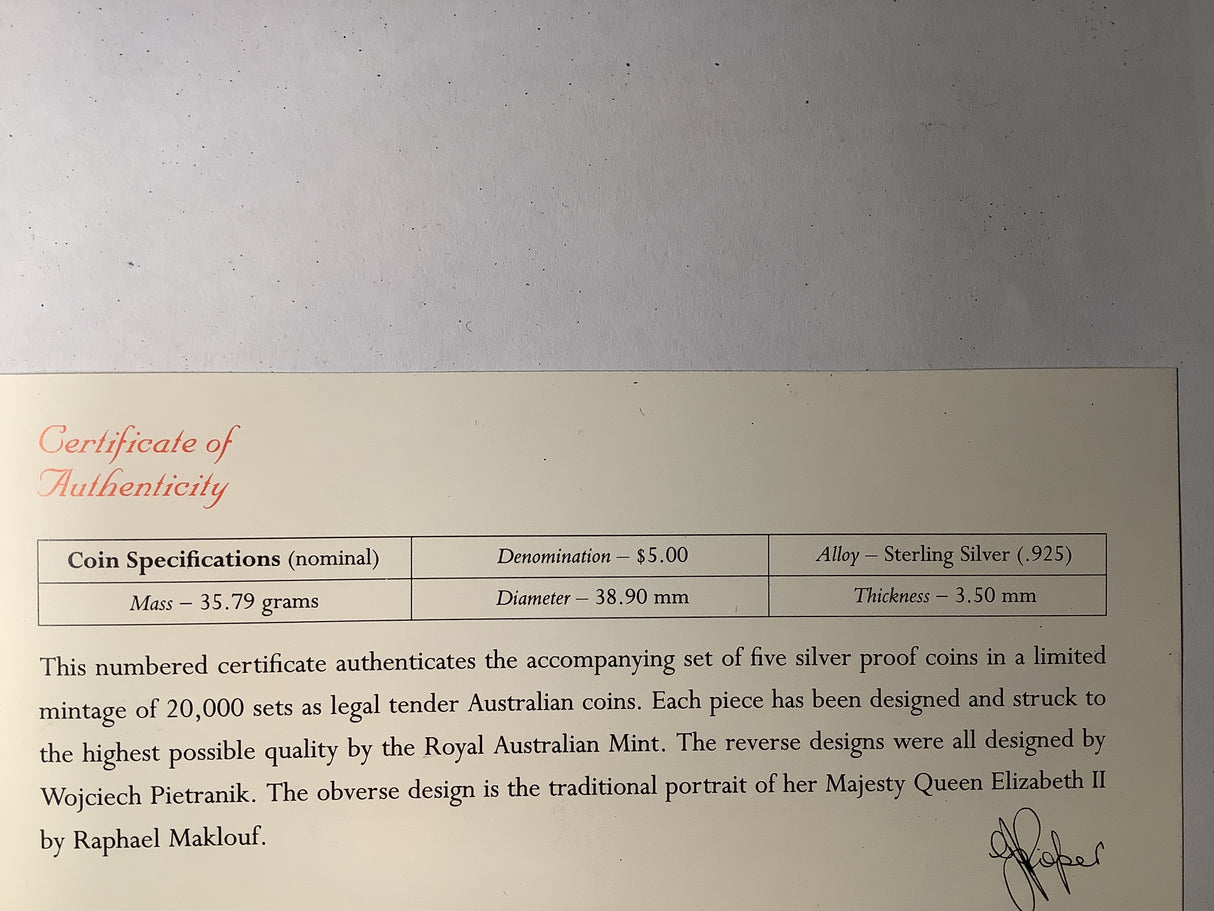 Certificate of
Authenticity
Coin Specifications (nominal) Denomination – $5.00 Alloy – Sterling Silver (.925)
Mass – 35.79 grams Diameter – 38.90 mm Thickness – 3.50 mm
This numbered certificate authenticates the accompanying set of five silver proof coins in a limited
mintage of 20,000 sets as legal tender Australian coins. Each piece has been designed and struck to
the highest possible quality by the Royal Australian Mint. The reverse designs were all designed by
Wojciech Pietranik. The obverse design is the traditional portrait of her Majesty Queen Elizabeth II
by Raphael Maklouf.